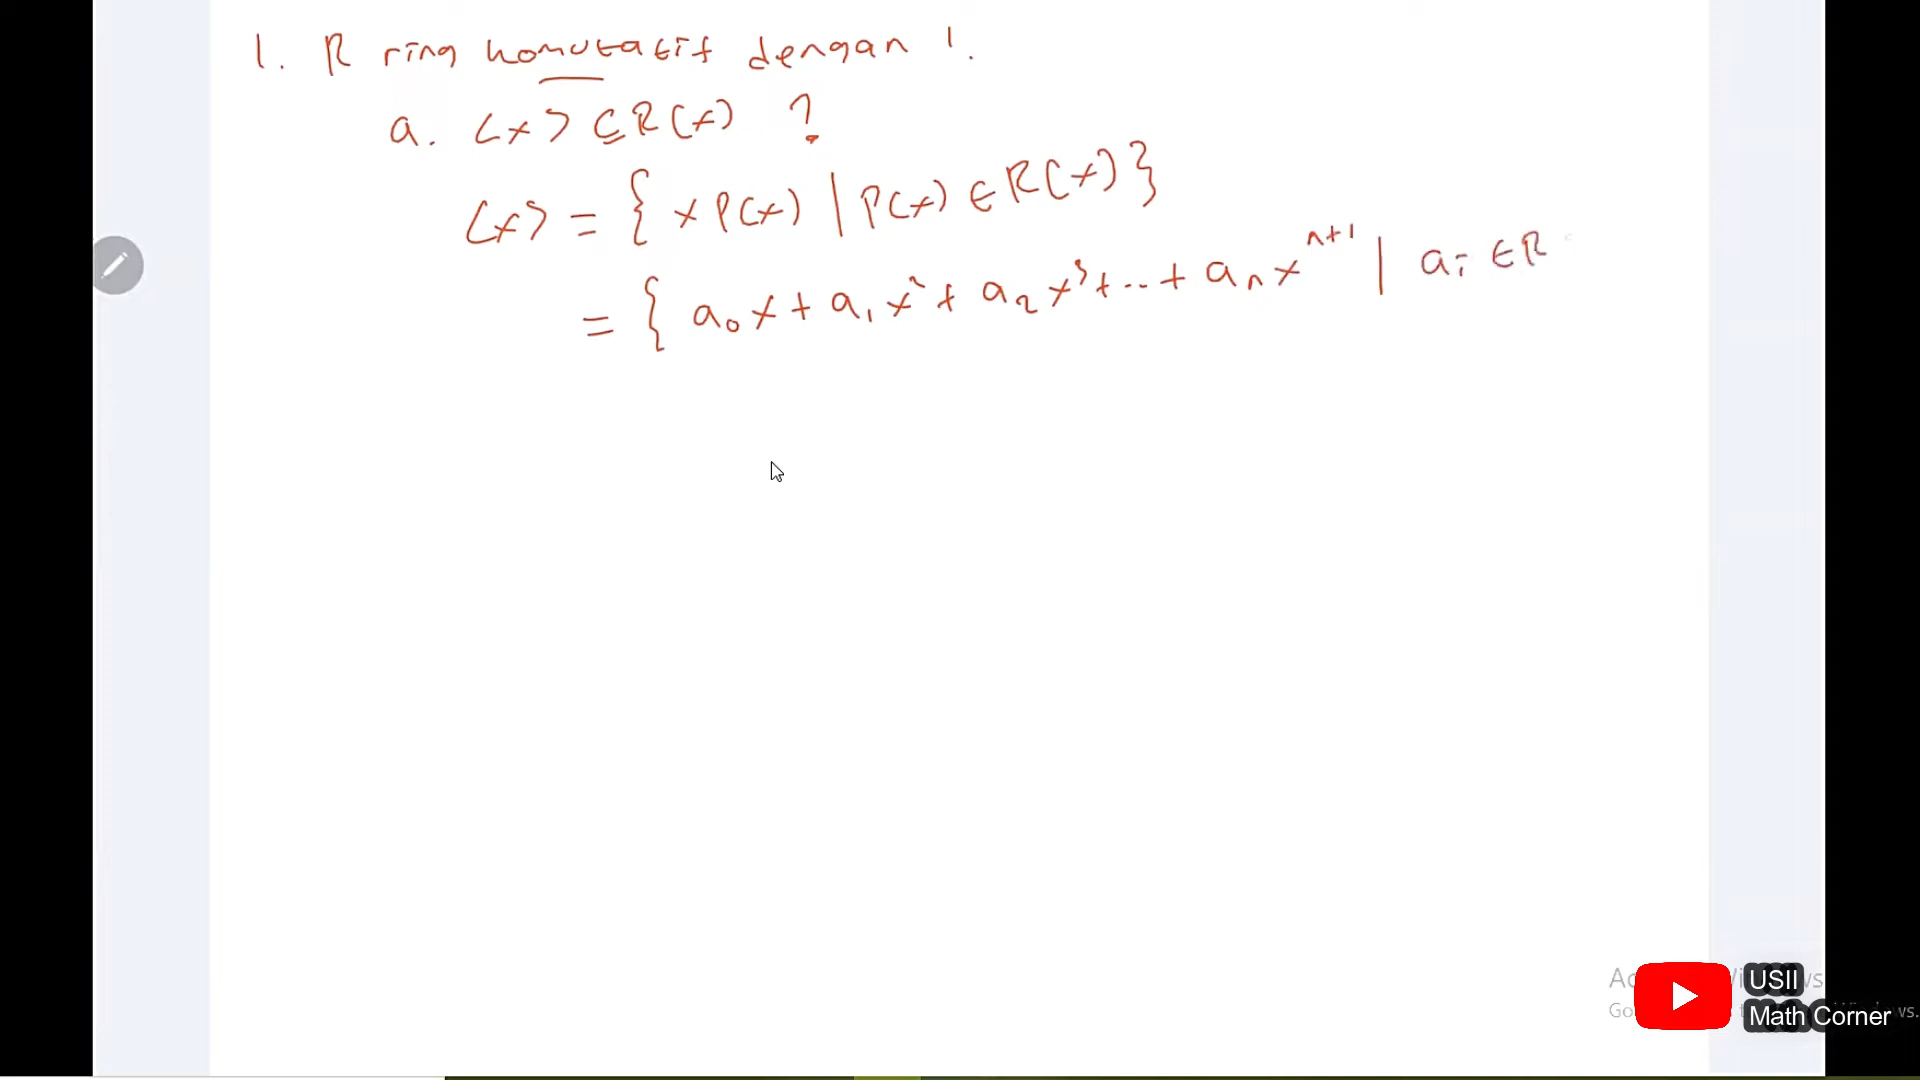 1. R ring komutatif dengan 1.
a. <x> ⊆ R(x) ?
<x> = { x P(x) | P(x) ∈ R(x) }
= { a₀x + a₁x² + a₂x³ + ... + aₙxⁿ⁺¹ | aᵢ ∈ R
USII
Math Corner